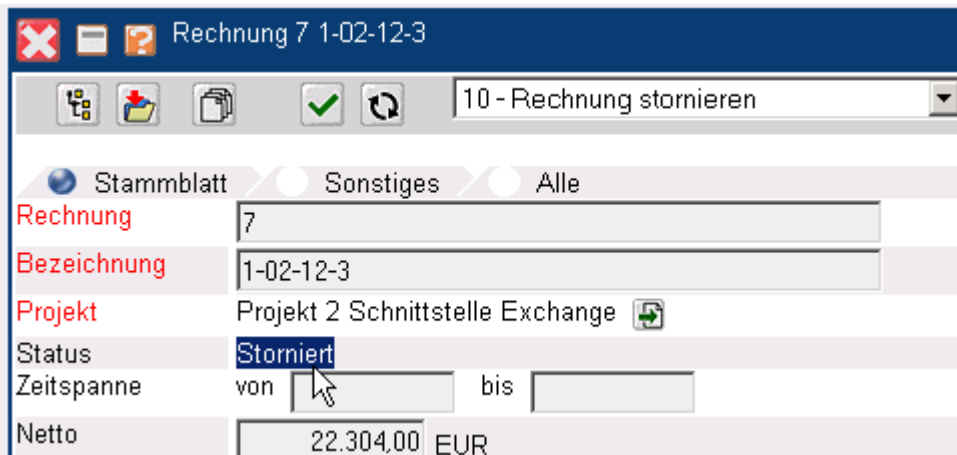 Rechnung 7 1-02-12-3
10 - Rechnung stornieren
Stammblatt Sonstiges Alle
Rechnung 7
Bezeichnung 1-02-12-3
Projekt Projekt 2 Schnittstelle Exchange
Status Storniert
Zeitspanne von bis
Netto 22.304,00 EUR